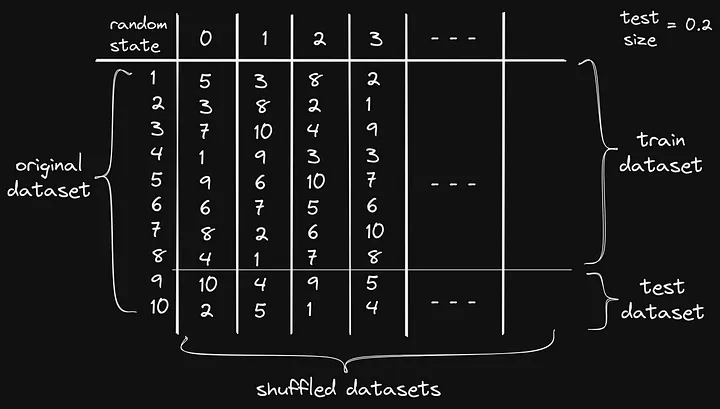 random state 0 1 2 3 - - -
test size = 0.2
1 5 3 8 2
2 3 8 2 1
3 7 10 4 9
4 1 9 3 3
5 9 6 10 7 - - -
6 6 7 5 6
7 8 2 6 10
8 4 1 7 8
9 10 4 9 5
10 2 5 1 4 - - -
original
dataset
train
dataset
test
dataset
shuffled datasets